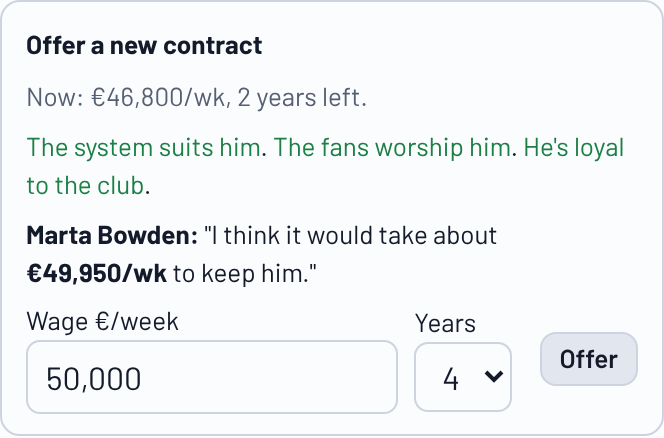 Offer a new contract
Now: €46,800/wk, 2 years left.
The system suits him. The fans worship him. He's loyal
to the club.
Marta Bowden: "I think it would take about
€49,950/wk to keep him."
Wage €/week
Years
50,000
4
Offer